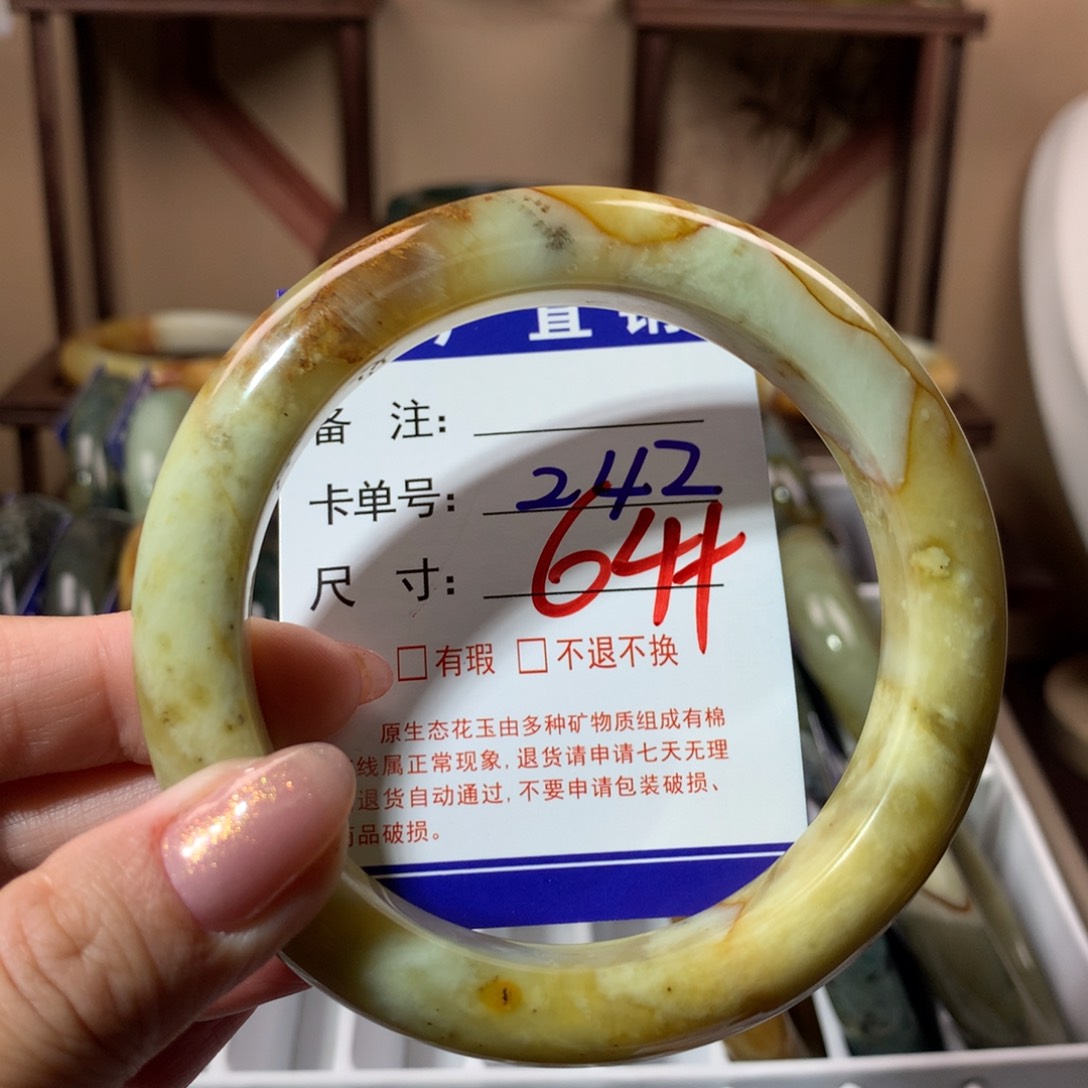 直销
备 注:
卡单号: 242
尺 寸: 64
□有瑕 □不退不换
原生态花玉由多种矿物质组成有棉
线属正常现象,退货请申请七天无理
退货自动通过,不要申请包装破损、
商品破损。